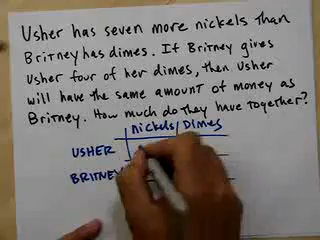 Usher has seven more nickels than
Britney has dimes. If Britney gives
Usher four of her dimes, then Usher
will have the same amount of money as
Britney. How much do they have together?
Nickels/Dimes
USHER
BRITNEY